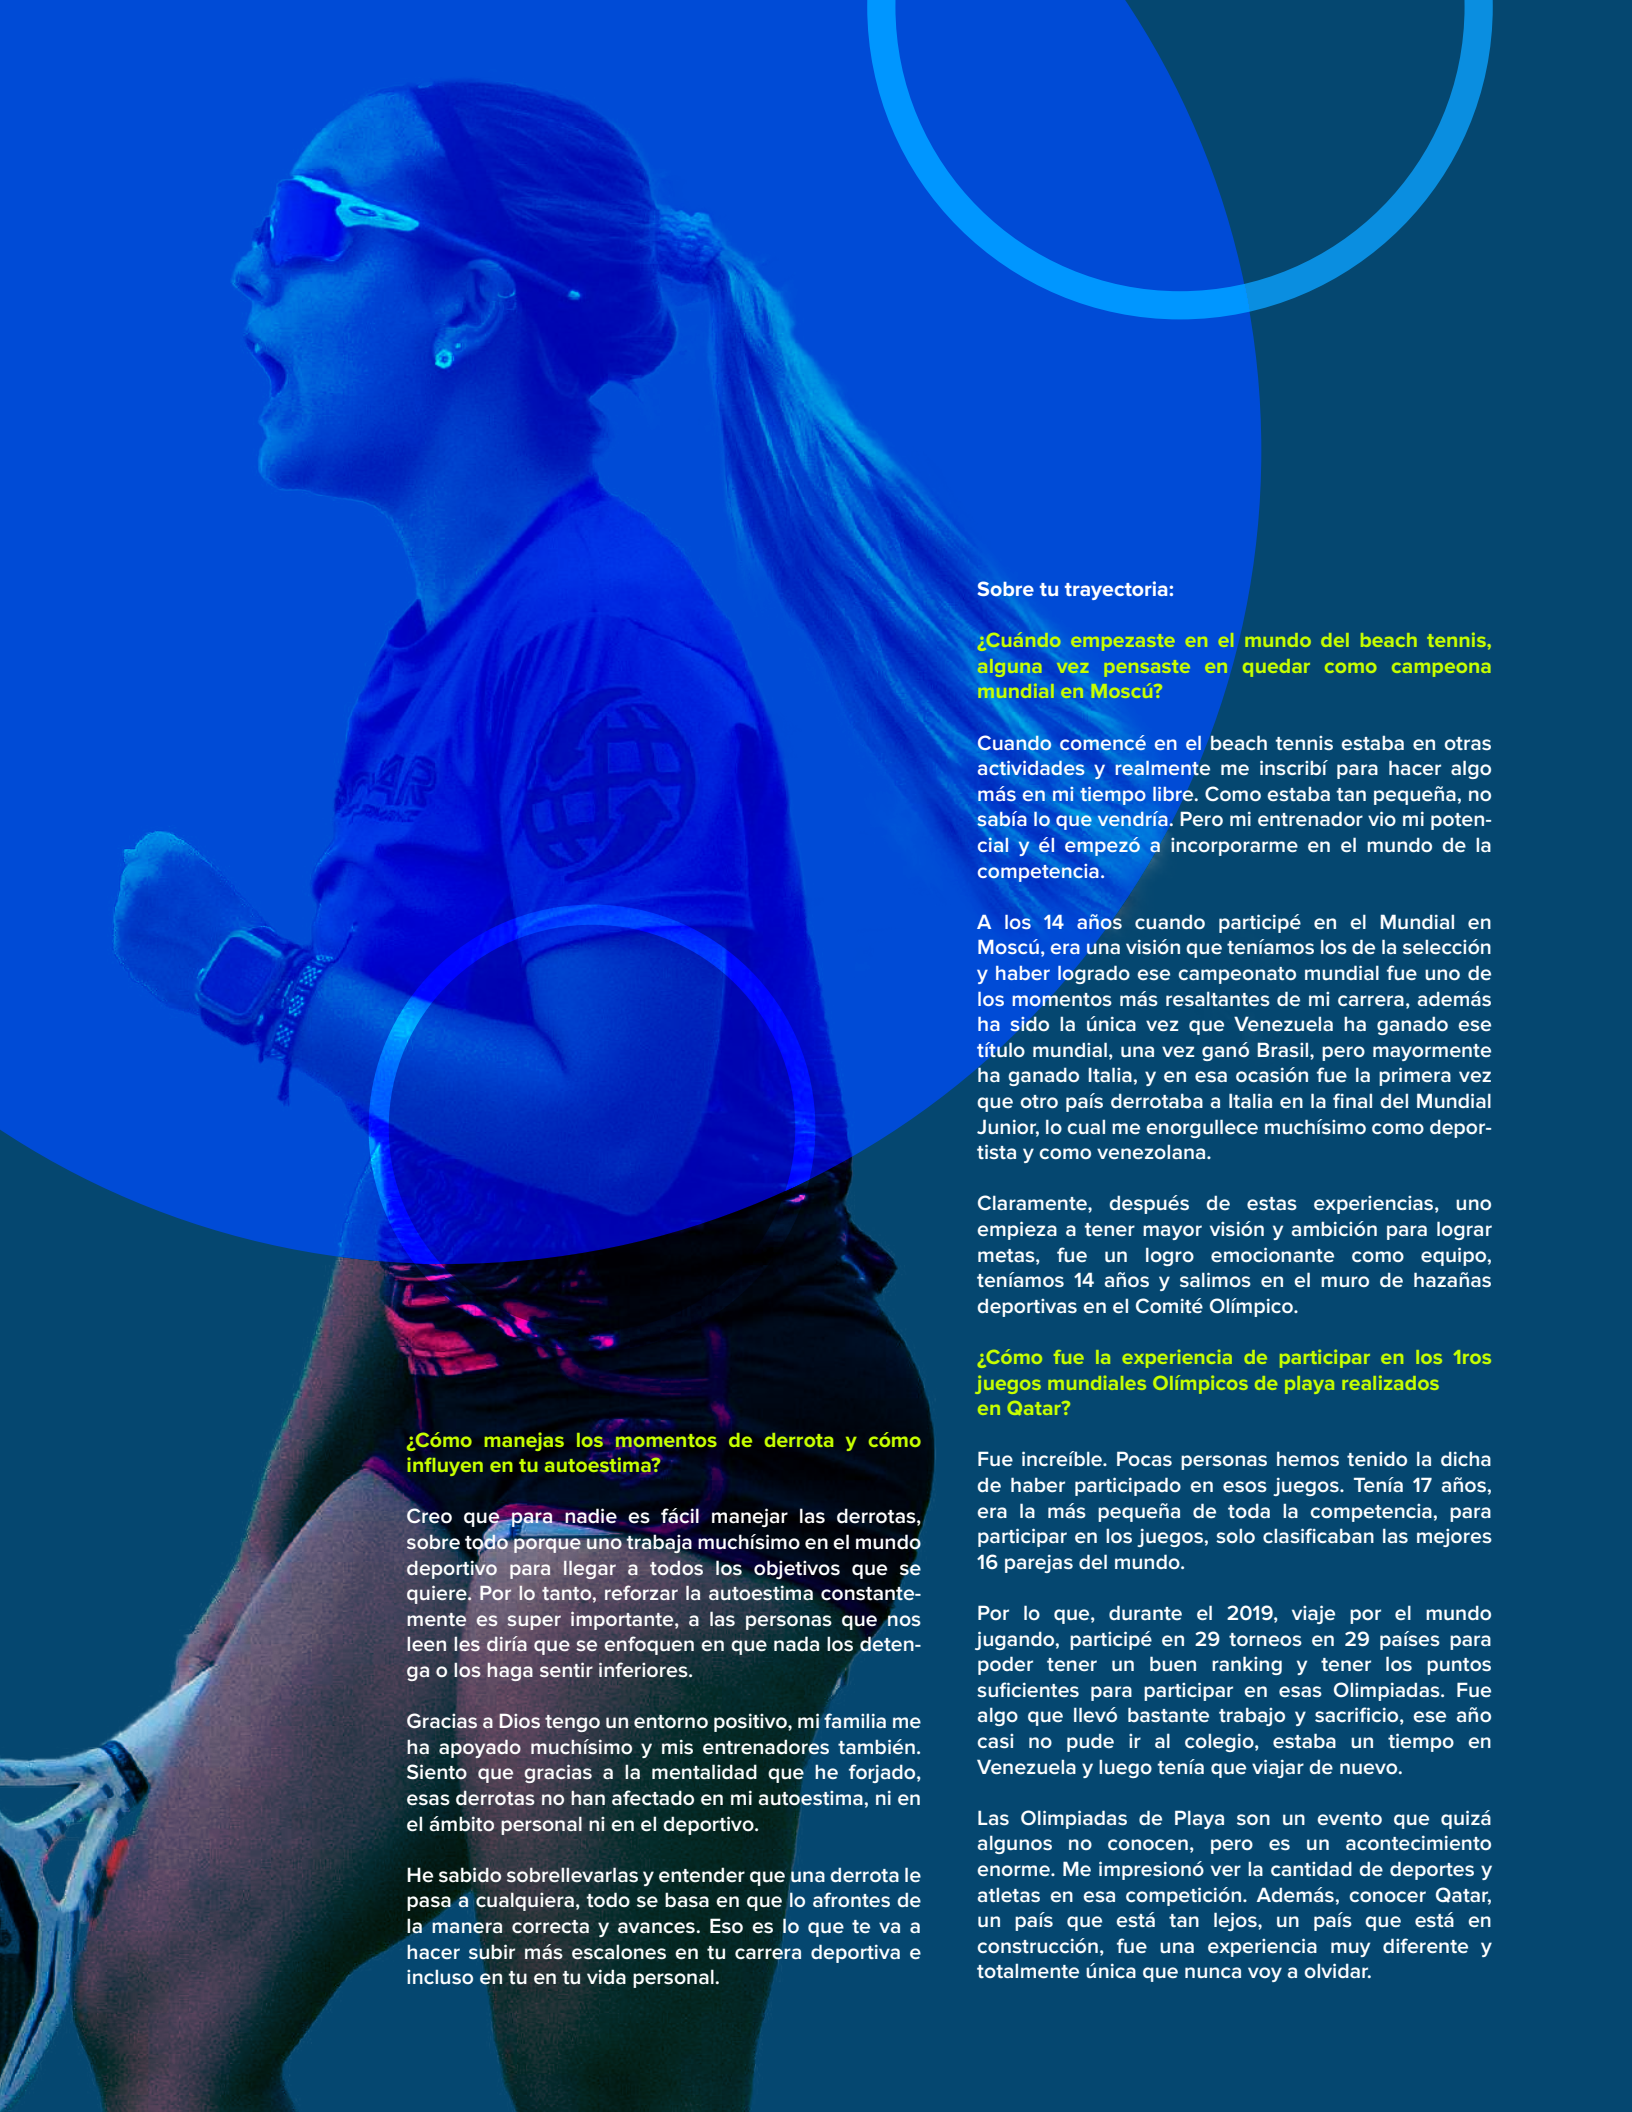 ¿Cómo manejas los momentos de derrota y cómo
influyen en tu autoestima?
Creo que para nadie es fácil manejar las derrotas,
sobre todo porque uno trabaja muchísimo en el mundo
deportivo para llegar a todos los objetivos que se
quiere. Por lo tanto, reforzar la autoestima constante-
mente es super importante, a las personas que nos
leen les diría que se enfoquen en que nada los deten-
ga o los haga sentir inferiores.
Gracias a Dios tengo un entorno positivo, mi familia me
ha apoyado muchísimo y mis entrenadores también.
Siento que gracias a la mentalidad que he forjado,
esas derrotas no han afectado en mi autoestima, ni en
el ámbito personal ni en el deportivo.
He sabido sobrellevarlas y entender que una derrota le
pasa a cualquiera, todo se basa en que lo afrontes de
la manera correcta y avances. Eso es lo que te va a
hacer subir más escalones en tu carrera deportiva e
incluso en tu en tu vida personal.
Sobre tu trayectoria:
¿Cuándo empezaste en el mundo del beach tennis,
alguna vez pensaste en quedar como campeona
mundial en Moscú?
Cuando comencé en el beach tennis estaba en otras
actividades y realmente me inscribí para hacer algo
más en mi tiempo libre. Como estaba tan pequeña, no
sabía lo que vendría. Pero mi entrenador vio mi poten-
cial y él empezó a incorporarme en el mundo de la
competencia.
A los 14 años cuando participé en el Mundial en
Moscú, era una visión que teníamos los de la selección
y haber logrado ese campeonato mundial fue uno de
los momentos más resaltantes de mi carrera, además
ha sido la única vez que Venezuela ha ganado ese
título mundial, una vez ganó Brasil, pero mayormente
ha ganado Italia, y en esa ocasión fue la primera vez
que otro país derrotaba a Italia en la final del Mundial
Junior, lo cual me enorgullece muchísimo como depor-
tista y como venezolana.
Claramente, después de estas experiencias, uno
empieza a tener mayor visión y ambición para lograr
metas, fue un logro emocionante como equipo,
teníamos 14 años y salimos en el muro de hazañas
deportivas en el Comité Olímpico.
¿Cómo fue la experiencia de participar en los 1ros
juegos mundiales Olímpicos de playa realizados
en Qatar?
Fue increíble. Pocas personas hemos tenido la dicha
de haber participado en esos juegos. Tenía 17 años,
era la más pequeña de toda la competencia, para
participar en los juegos, solo clasificaban las mejores
16 parejas del mundo.
Por lo que, durante el 2019, viaje por el mundo
jugando, participé en 29 torneos en 29 países para
poder tener un buen ranking y tener los puntos
suficientes para participar en esas Olimpiadas. Fue
algo que llevó bastante trabajo y sacrificio, ese año
casi no pude ir al colegio, estaba un tiempo en
Venezuela y luego tenía que viajar de nuevo.
Las Olimpiadas de Playa son un evento que quizá
algunos no conocen, pero es un acontecimiento
enorme. Me impresionó ver la cantidad de deportes y
atletas en esa competición. Además, conocer Qatar,
un país que está tan lejos, un país que está en
construcción, fue una experiencia muy diferente y
totalmente única que nunca voy a olvidar.